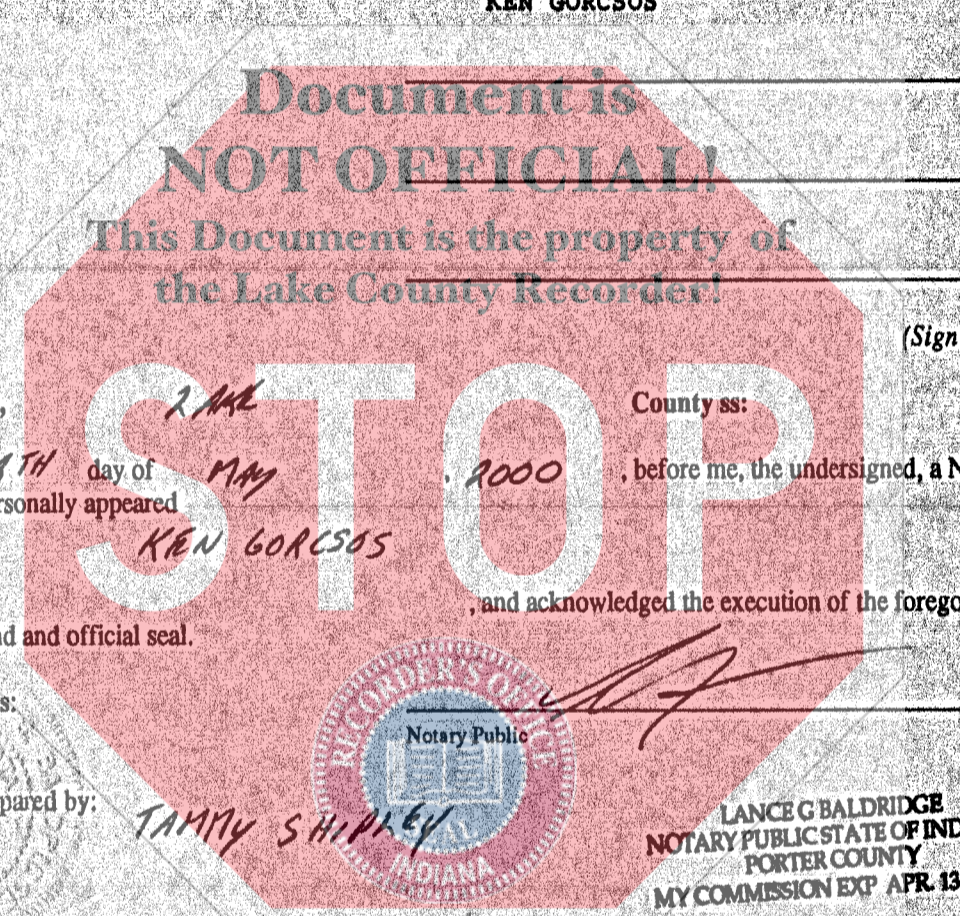 KEN GORCSOS
Document is
NOT OFFICIAL!
This Document is the property of
the Lake County Recorder!
STOP
(Sign
, County ss:
TH day of MAY , 2000 , before me, the undersigned, a N
rsonally appeared
KEN GORCSOS
, and acknowledged the execution of the forego
nd and official seal.
s:
RECORDER'S OFFICE
Notary Public
SEAL
INDIANA
pared by: TAMMY SHIPLEY
LANCE G BALDRIDGE
NOTARY PUBLIC STATE OF IND
PORTER COUNTY
MY COMMISSION EXP APR. 13